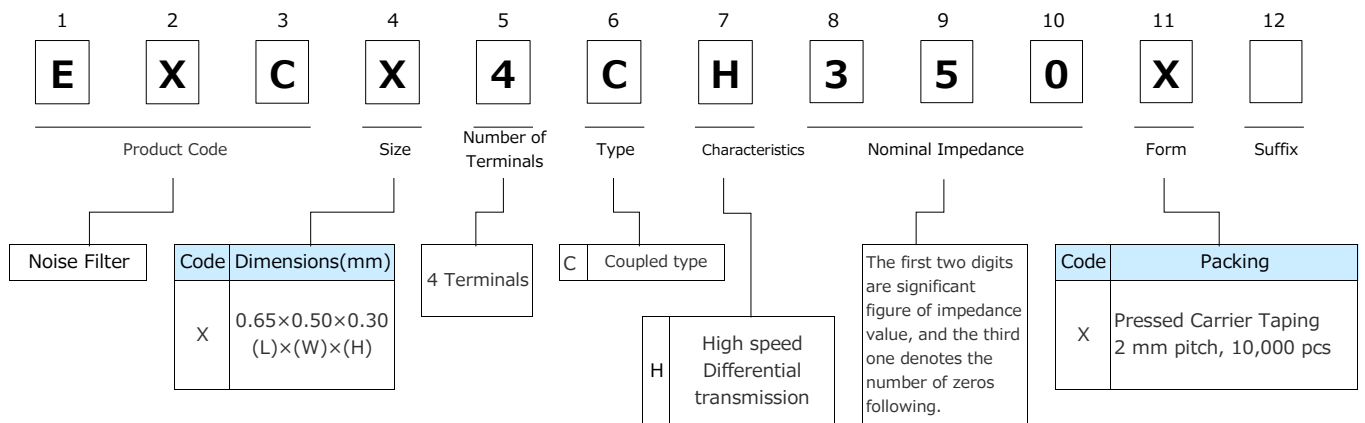 1 2 3 4 5 6 7 8 9 10 11 12
E X C X 4 C H 3 5 0 X
Product Code
Size
Number of
Terminals
Type
Characteristics
Nominal Impedance
Form
Suffix
Noise Filter
Code Dimensions(mm)
X
0.65×0.50×0.30
(L)×(W)×(H)
4 Terminals
C Coupled type
H
High speed
Differential
transmission
The first two digits
are significant
figure of impedance
value, and the third
one denotes the
number of zeros
following.
Code Packing
X
Pressed Carrier Taping
2 mm pitch, 10,000 pcs